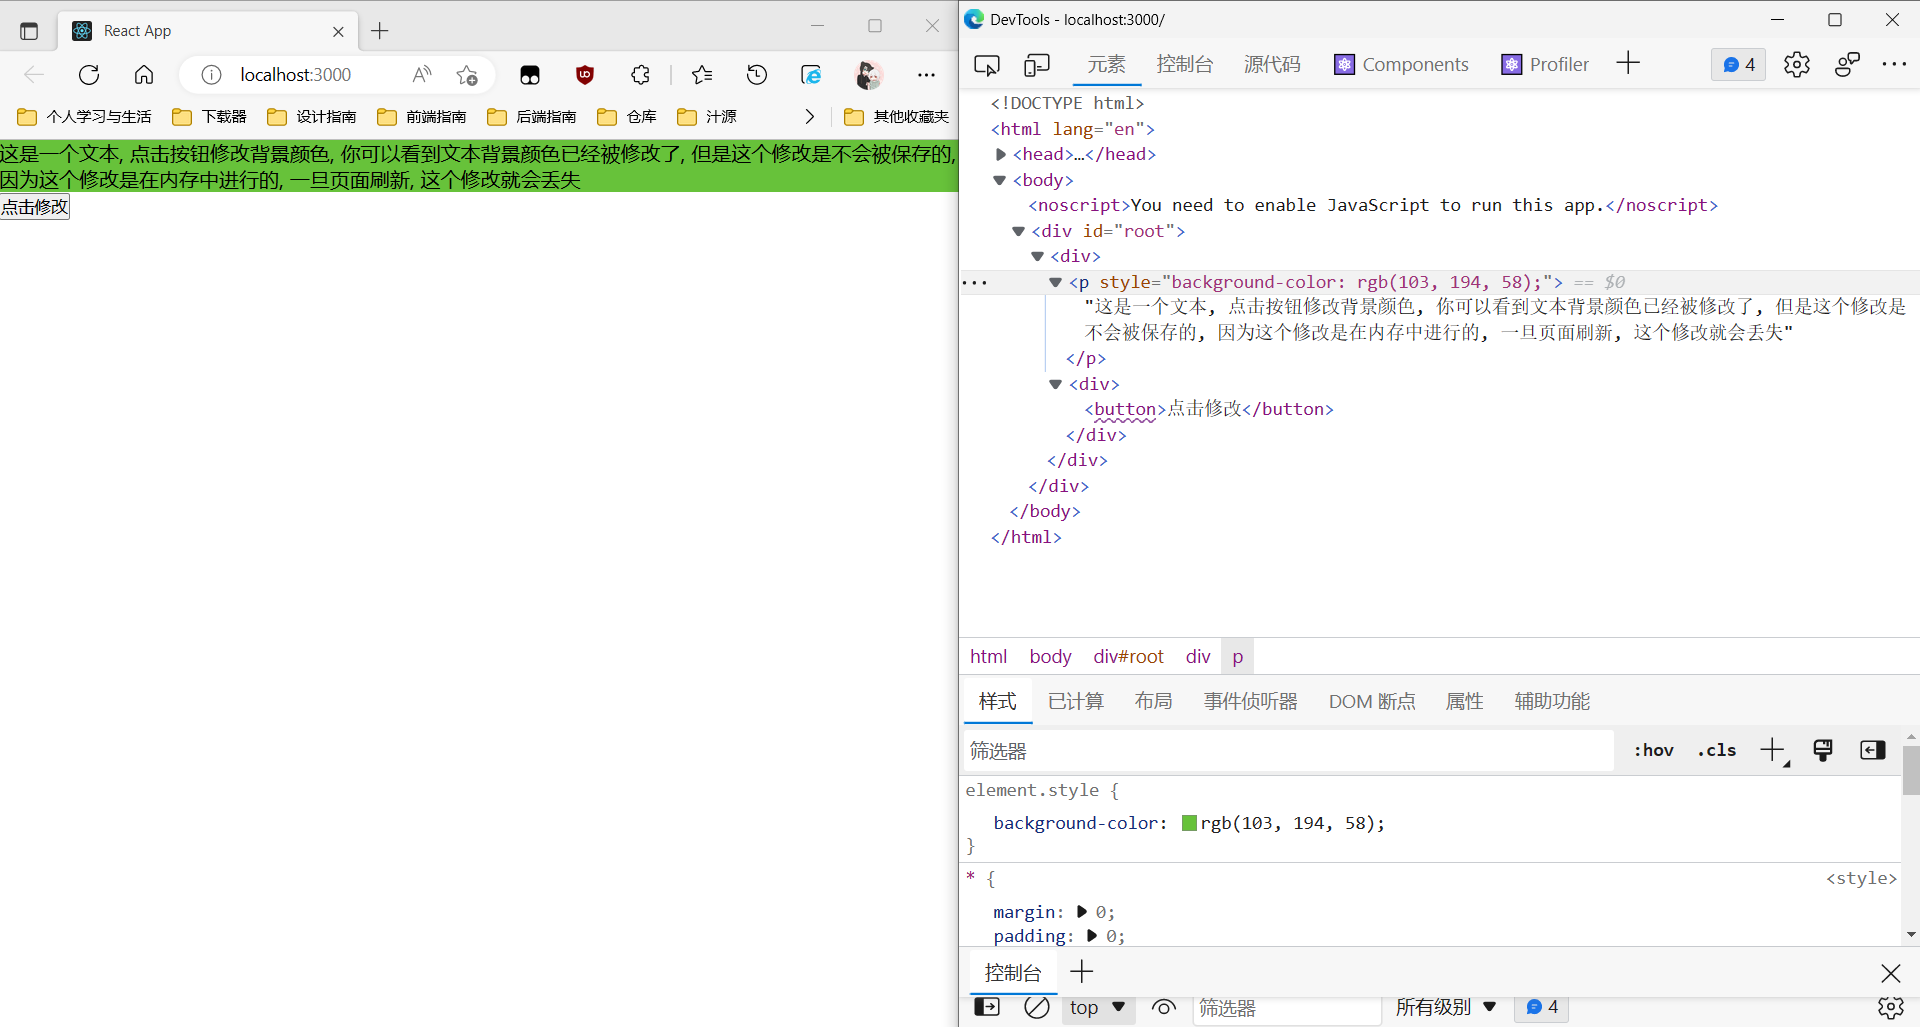 React App
localhost:3000
个人学习与生活 下载器 设计指南 前端指南 后端指南 仓库 汁源 其他收藏夹
这是一个文本, 点击按钮修改背景颜色, 你可以看到文本背景颜色已经被修改了, 但是这个修改是不会被保存的,
因为这个修改是在内存中进行的, 一旦页面刷新, 这个修改就会丢失
点击修改
DevTools - localhost:3000/
元素 控制台 源代码 Components Profiler 4
<!DOCTYPE html>
<html lang="en">
<head>…</head>
<body>
<noscript>You need to enable JavaScript to run this app.</noscript>
<div id="root">
<div>
<p style="background-color: rgb(103, 194, 58);"> == $0
"这是一个文本, 点击按钮修改背景颜色, 你可以看到文本背景颜色已经被修改了, 但是这个修改是
不会被保存的, 因为这个修改是在内存中进行的, 一旦页面刷新, 这个修改就会丢失"
</p>
<div>
<button>点击修改</button>
</div>
</div>
</div>
</body>
</html>
html body div#root div p
样式 已计算 布局 事件侦听器 DOM 断点 属性 辅助功能
筛选器 :hov .cls
element.style {
background-color: rgb(103, 194, 58);
}
* { <style>
margin: 0;
padding: 0;
控制台
top 筛选器 所有级别 4